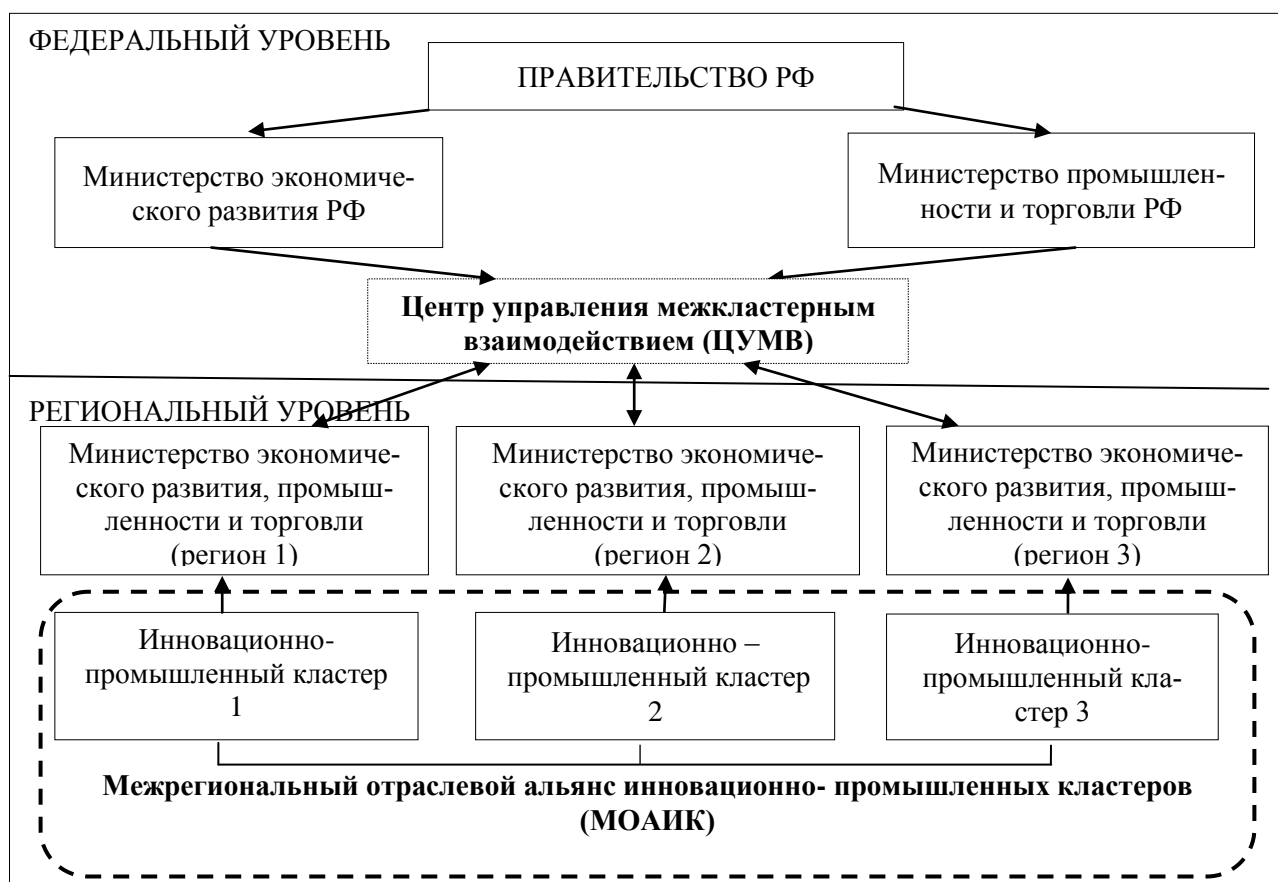 ФЕДЕРАЛЬНЫЙ УРОВЕНЬ
ПРАВИТЕЛЬСТВО РФ
Министерство экономиче-
ского развития РФ
Министерство промышлен-
ности и торговли РФ
Центр управления межкластерным
взаимодействием (ЦУМВ)
РЕГИОНАЛЬНЫЙ УРОВЕНЬ
Министерство экономиче-
ского развития, промыш-
ленности и торговли
(регион 1)
Министерство экономиче-
ского развития, промыш-
ленности и торговли
(регион 2)
Министерство экономиче-
ского развития, промыш-
ленности и торговли
(регион 3)
Инновационно-
промышленный кластер
1
Инновационно –
промышленный кластер
2
Инновационно-
промышленный кла-
стер 3
Межрегиональный отраслевой альянс инновационно- промышленных кластеров
(МОАИК)